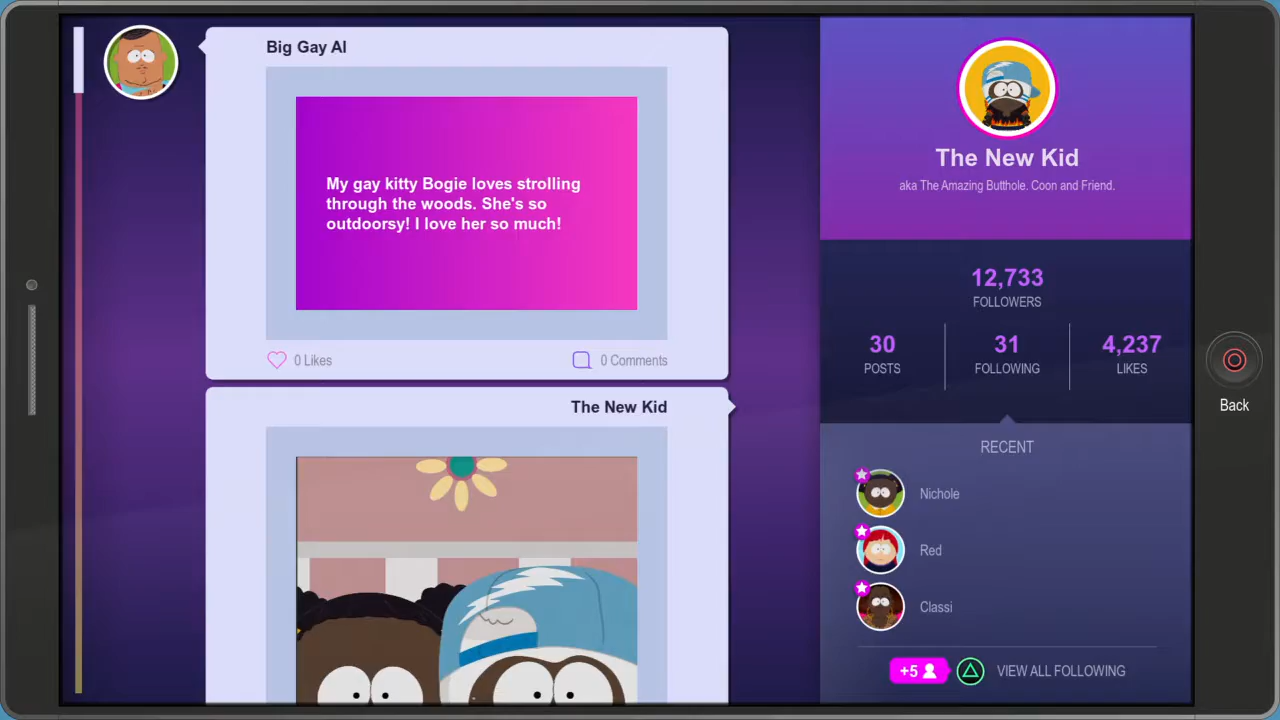 Big Gay Al
My gay kitty Bogie loves strolling
through the woods. She's so
outdoorsy! I love her so much!
0 Likes
0 Comments
The New Kid
The New Kid
aka The Amazing Butthole. Coon and Friend.
12,733
FOLLOWERS
30
POSTS
31
FOLLOWING
4,237
LIKES
RECENT
Nichole
Red
Classi
+5
VIEW ALL FOLLOWING
Back